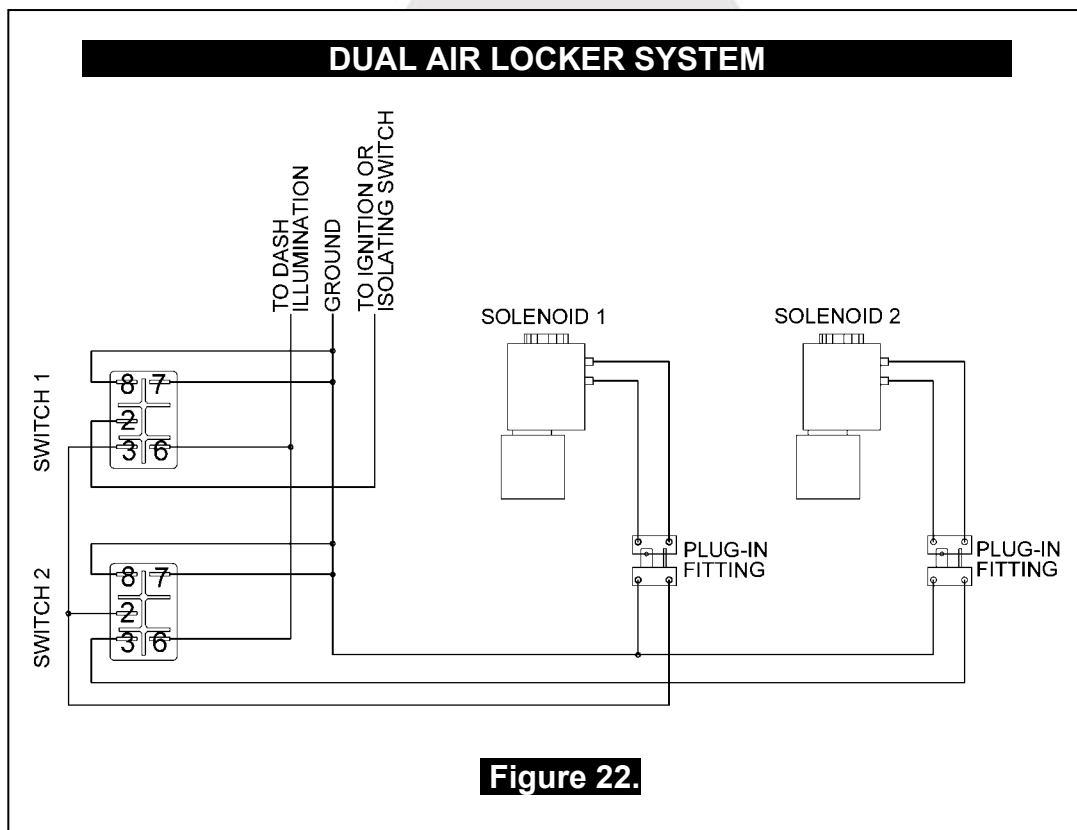 DUAL AIR LOCKER SYSTEM
TO DASH
ILLUMINATION
GROUND
TO IGNITION OR
ISOLATING SWITCH
SOLENOID 1
SOLENOID 2
SWITCH 1
8 7
2
3 6
SWITCH 2
8 7
2
3 6
PLUG-IN
FITTING
PLUG-IN
FITTING
Figure 22.